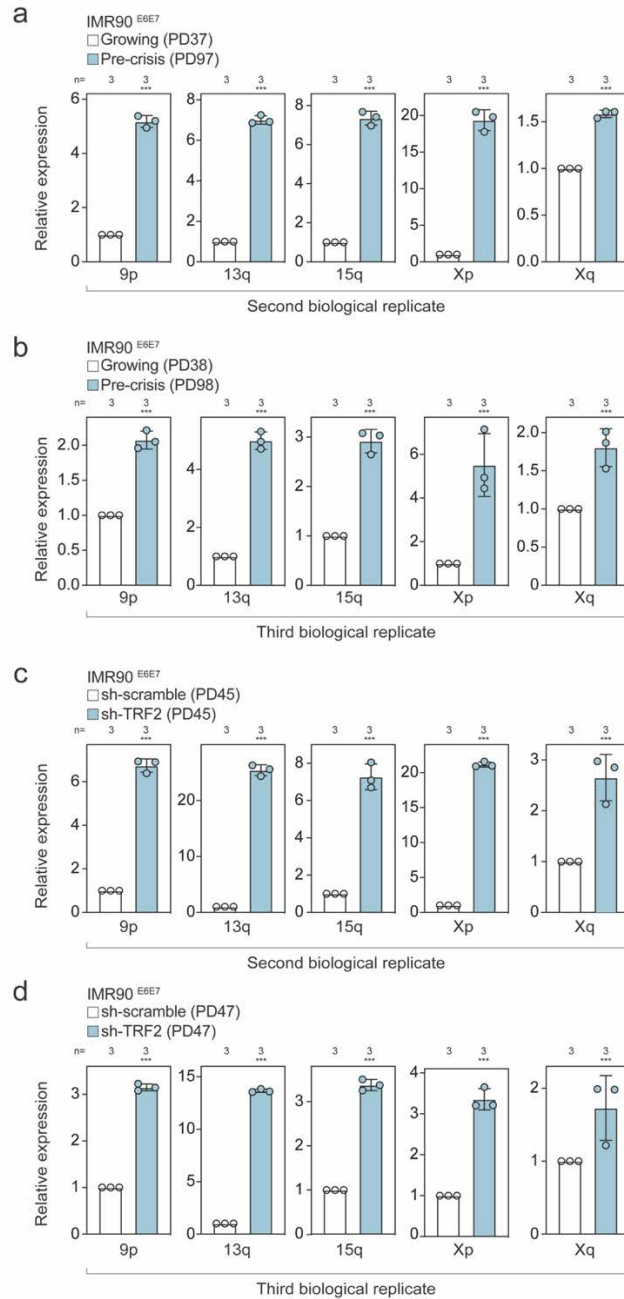 a
IMR90 E6E7
Growing (PD37)
Pre-crisis (PD97)
n= 3 3 3 3 3 3 3 3 3 3
*** *** *** *** ***
Relative expression
6
4
2
0
8
6
4
2
0
8
6
4
2
0
20
15
10
5
0
1.5
1.0
0.5
0.0
9p 13q 15q Xp Xq
Second biological replicate
b
IMR90 E6E7
Growing (PD38)
Pre-crisis (PD98)
n= 3 3 3 3 3 3 3 3 3 3
*** *** *** *** ***
Relative expression
2.0
1.5
1.0
0.5
0.0
4
2
0
3
2
1
0
6
4
2
0
2.0
1.5
1.0
0.5
0.0
9p 13q 15q Xp Xq
Third biological replicate
c
IMR90 E6E7
sh-scramble (PD45)
sh-TRF2 (PD45)
n= 3 3 3 3 3 3 3 3 3 3
*** *** *** *** ***
Relative expression
6
4
2
0
20
10
0
8
6
4
2
0
20
15
10
5
0
3
2
1
0
9p 13q 15q Xp Xq
Second biological replicate
d
IMR90 E6E7
sh-scramble (PD47)
sh-TRF2 (PD47)
n= 3 3 3 3 3 3 3 3 3 3
*** *** *** *** ***
Relative expression
3
2
1
0
15
10
5
0
3
2
1
0
4
3
2
1
0
2
1
0
9p 13q 15q Xp Xq
Third biological replicate